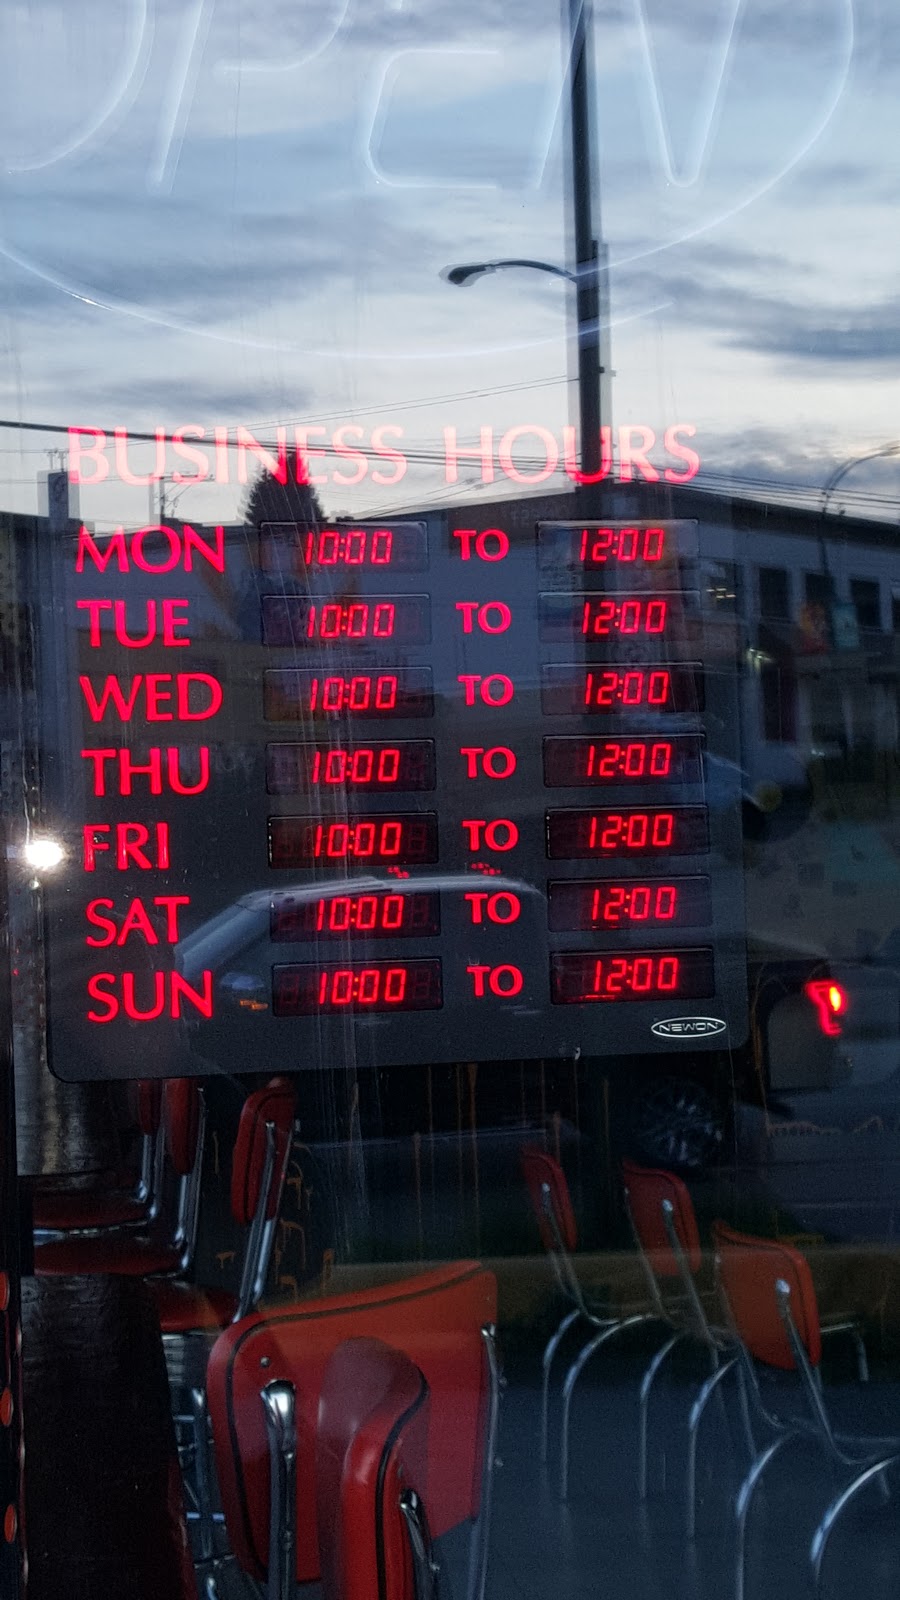 OPEN
BUSINESS HOURS
MON 10:00 TO 12:00
TUE 10:00 TO 12:00
WED 10:00 TO 12:00
THU 10:00 TO 12:00
FRI 10:00 TO 12:00
SAT 10:00 TO 12:00
SUN 10:00 TO 12:00
NEWON